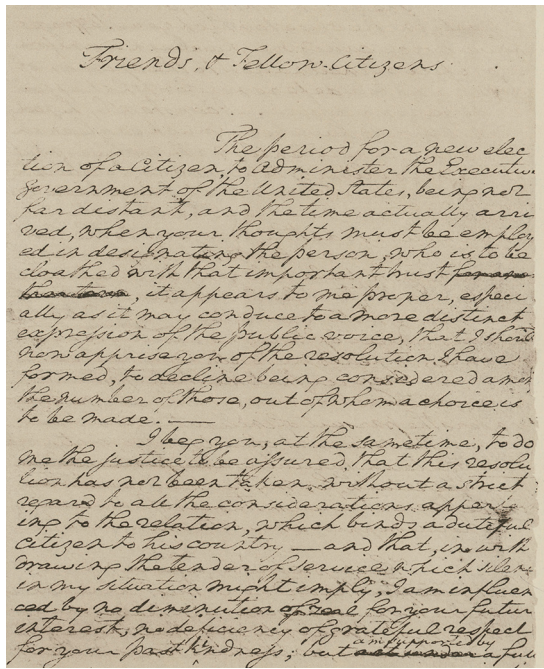 Friends, & Fellow-Citizens
The period for a new elec
tion of a Citizen, to administer the Executive
government of the United States, being not
far distant, and the time actually arri
ved, when your thoughts must be employ
ed in designating the person, who is to be
cloathed with that important trust
, it appears to me proper, especi
ally as it may conduce to a more distinct
expression of the public voice, that I should
now apprise you of the resolution I have
formed, to decline being considered among
the number of those, out of whom a choice is
to be made. —
I beg you, at the sametime, to do
me the justice to be assured, that this resolu
tion has not been taken, without a strict
regard to all the considerations appertain
ing to the relation, which binds a dutiful
citizen to his country — and that, in with
drawing the tender of service which silence
in my situation might imply, I am influen
ced by no diminution of zeal for your future
interest, no deficiency of grateful respect
for your past kindness; but am supported by a full